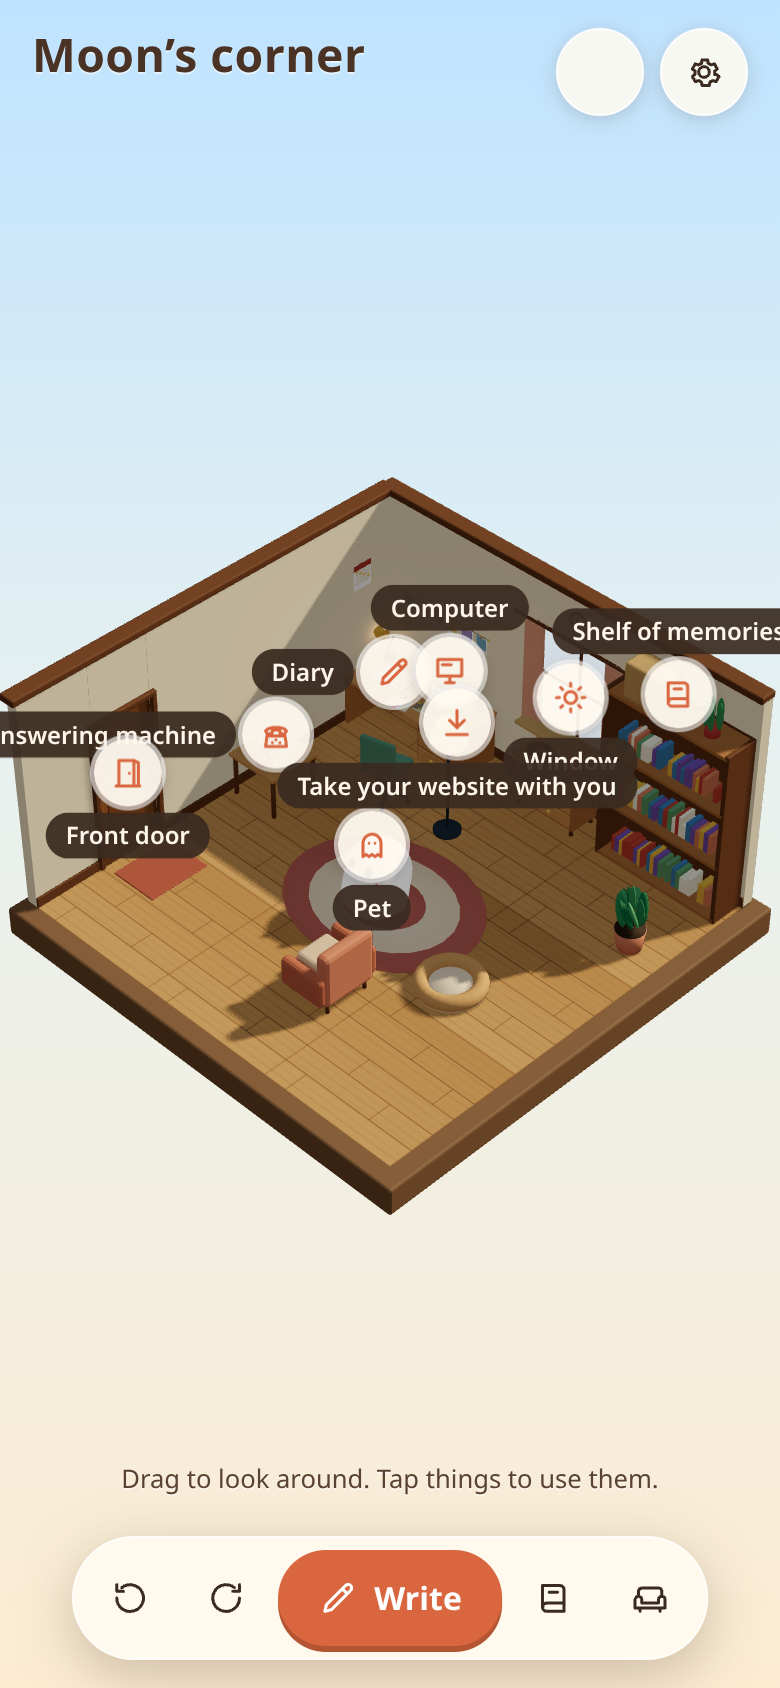 Moon’s corner
Computer
Shelf of memories
Diary
nswering machine
Window
Take your website with you
Front door
Pet
Drag to look around. Tap things to use them.
Write